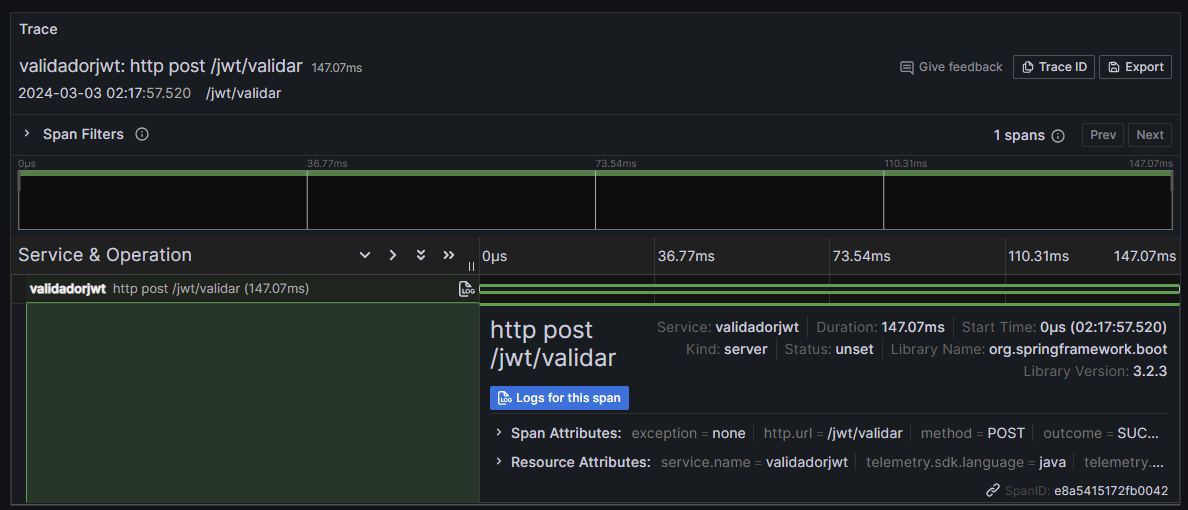 Trace
validadorjwt: http post /jwt/validar 147.07ms
Give feedback Trace ID Export
2024-03-03 02:17:57.520 /jwt/validar
Span Filters 1 spans Prev Next
0µs 36.77ms 73.54ms 110.31ms 147.07ms
Service & Operation 0µs 36.77ms 73.54ms 110.31ms 147.07ms
validadorjwt http post /jwt/validar (147.07ms) LOG
http post
/jwt/validar
Service: validadorjwt Duration: 147.07ms Start Time: 0µs (02:17:57.520)
Kind: server Status: unset Library Name: org.springframework.boot
Library Version: 3.2.3
LOG Logs for this span
Span Attributes: exception = none http.url = /jwt/validar method = POST outcome = SUC...
Resource Attributes: service.name = validadorjwt telemetry.sdk.language = java telemetry....
SpanID: e8a5415172fb0042